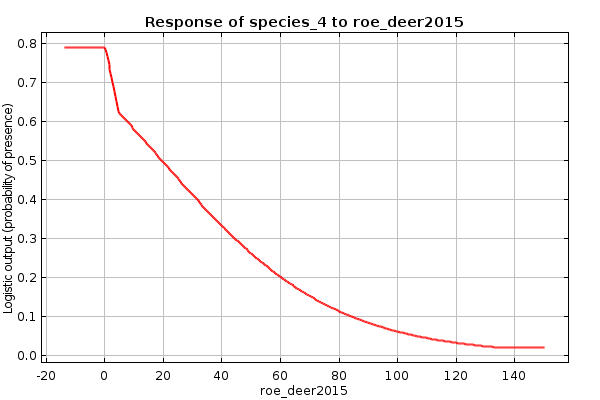 Response of species_4 to roe_deer2015
Logistic output (probability of presence)
0.8
0.7
0.6
0.5
0.4
0.3
0.2
0.1
0.0
-20 0 20 40 60 80 100 120 140
roe_deer2015